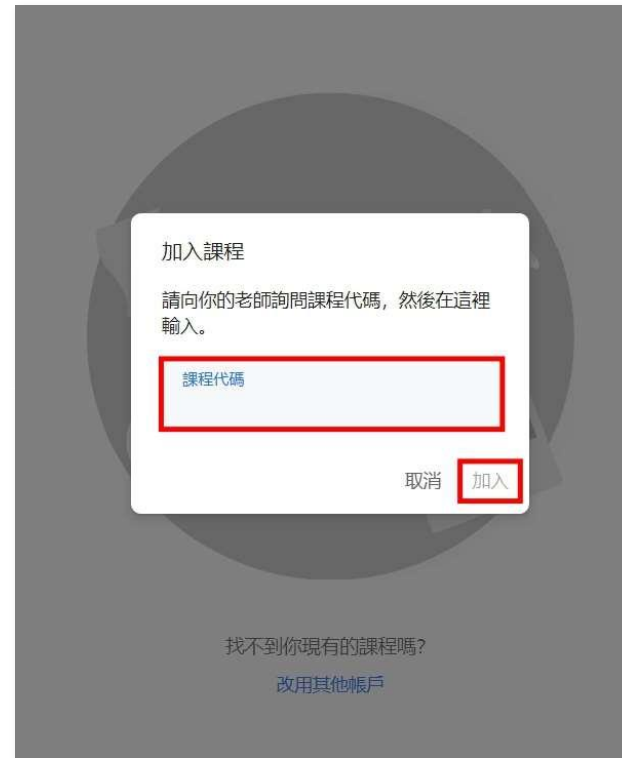 加入課程
請向你的老師詢問課程代碼，然後在這裡
輸入。
課程代碼
取消 加入
找不到你現有的課程嗎?
改用其他帳戶